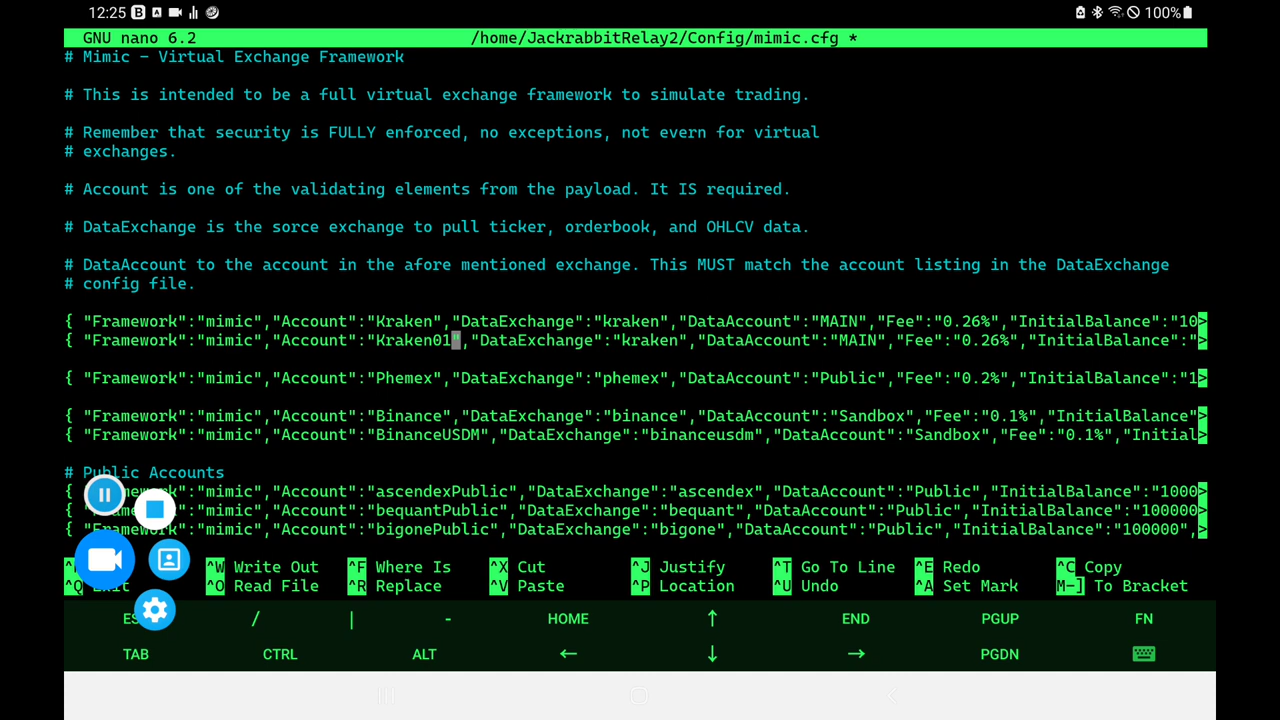 12:25
100%
GNU nano 6.2 /home/JackrabbitRelay2/Config/mimic.cfg *
# Mimic - Virtual Exchange Framework
# This is intended to be a full virtual exchange framework to simulate trading.
# Remember that security is FULLY enforced, no exceptions, not evern for virtual
# exchanges.
# Account is one of the validating elements from the payload. It IS required.
# DataExchange is the sorce exchange to pull ticker, orderbook, and OHLCV data.
# DataAccount to the account in the afore mentioned exchange. This MUST match the account listing in the DataExchange
config file.
{ "Framework":"mimic","Account":"Kraken","DataExchange":"kraken","DataAccount":"MAIN","Fee":"0.26%","InitialBalance":"10>
{ "Framework":"mimic","Account":"Kraken01","DataExchange":"kraken","DataAccount":"MAIN","Fee":"0.26%","InitialBalance":">
{ "Framework":"mimic","Account":"Phemex","DataExchange":"phemex","DataAccount":"Public","Fee":"0.2%","InitialBalance":"1>
{ "Framework":"mimic","Account":"Binance","DataExchange":"binance","DataAccount":"Sandbox","Fee":"0.1%","InitialBalance">
{ "Framework":"mimic","Account":"BinanceUSDM","DataExchange":"binanceusdm","DataAccount":"Sandbox","Fee":"0.1%","Initial>
# Public Accounts
{ "mework":"mimic","Account":"ascendexPublic","DataExchange":"ascendex","DataAccount":"Public","InitialBalance":"1000>
":"mimic","Account":"bequantPublic","DataExchange":"bequant","DataAccount":"Public","InitialBalance":"100000>
{ "Framework":"mimic","Account":"bigonePublic","DataExchange":"bigone","DataAccount":"Public","InitialBalance":"100000",>
^W Write Out ^F Where Is ^X Cut ^J Justify ^T Go To Line ^E Redo ^C Copy
^Q Exit ^O Read File ^R Replace ^V Paste ^P Location ^U Undo ^A Set Mark M-] To Bracket
ES / | - HOME ↑ END PGUP FN
TAB CTRL ALT ← ↓ → PGDN